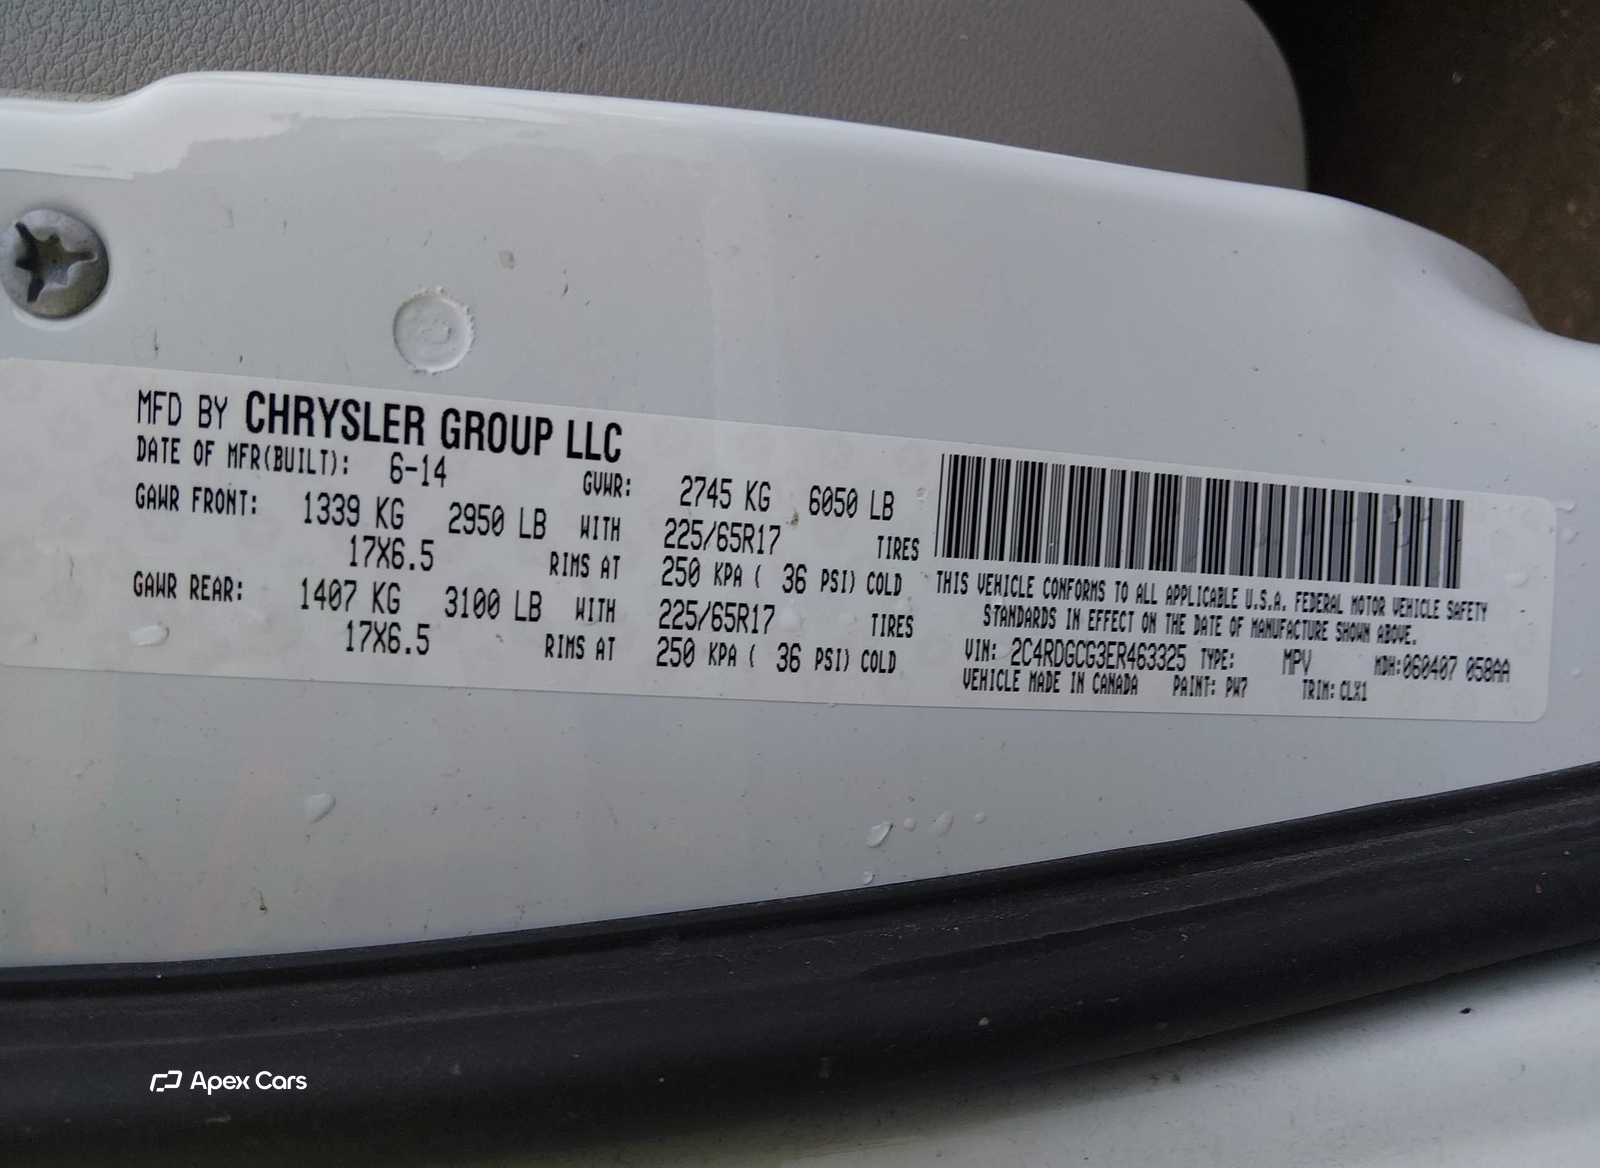 MFD BY CHRYSLER GROUP LLC
DATE OF MFR(BUILT): 6-14 GVWR: 2745 KG 6050 LB
GAWR FRONT: 1339 KG 2950 LB WITH 225/65R17 TIRES
17X6.5 RIMS AT 250 KPA ( 36 PSI) COLD
GAWR REAR: 1407 KG 3100 LB WITH 225/65R17 TIRES
17X6.5 RIMS AT 250 KPA ( 36 PSI) COLD
THIS VEHICLE CONFORMS TO ALL APPLICABLE U.S.A. FEDERAL MOTOR VEHICLE SAFETY
STANDARDS IN EFFECT ON THE DATE OF MANUFACTURE SHOWN ABOVE.
VIN: 2C4RDGCG3ER463325 TYPE: MPV MDH:060407 058AA
VEHICLE MADE IN CANADA PAINT: PW7 TRIM: CLX1
Apex Cars